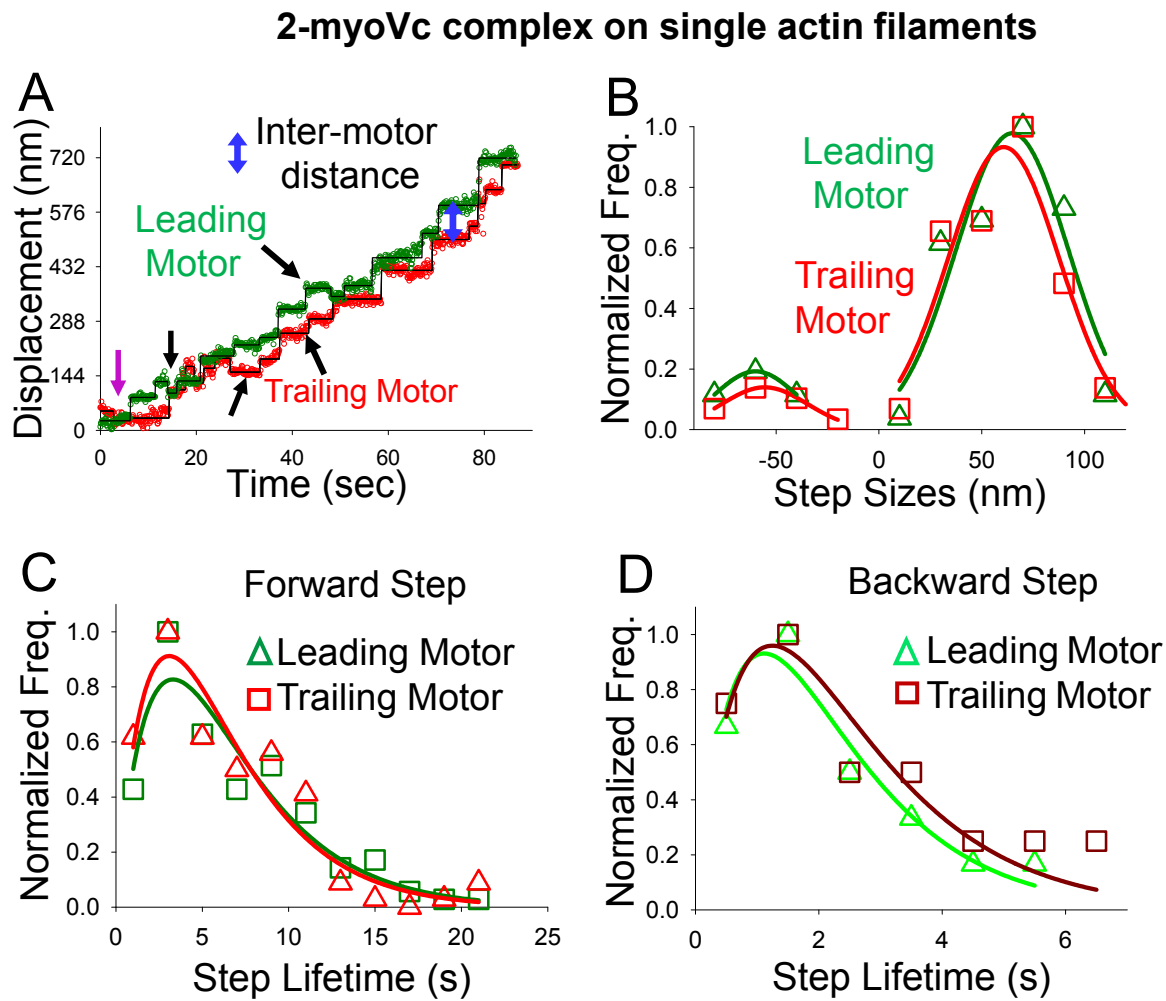 2-myoVc complex on single actin filaments
A
Displacement (nm)
720
576
432
288
144
0
Inter-motor
distance
Leading
Motor
Trailing Motor
0 20 40 60 80
Time (sec)
B
Normalized Freq.
1.0
0.8
0.6
0.4
0.2
0.0
Leading
Motor
Trailing
Motor
-50 0 50 100
Step Sizes (nm)
C
Forward Step
Normalized Freq.
1.0
0.8
0.6
0.4
0.2
0.0
Leading Motor
Trailing Motor
0 5 10 15 20 25
Step Lifetime (s)
D
Backward Step
Normalized Freq.
1.0
0.8
0.6
0.4
0.2
0.0
Leading Motor
Trailing Motor
0 2 4 6
Step Lifetime (s)